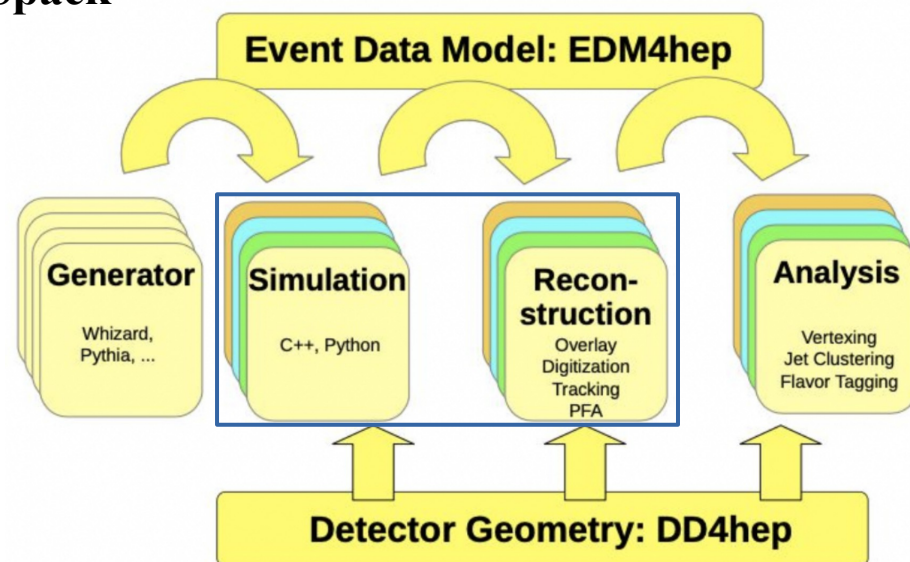 Event Data Model: EDM4hep
Generator
Whizard,
Pythia, ...
Simulation
C++, Python
Recon-
struction
Overlay
Digitization
Tracking
PFA
Analysis
Vertexing
Jet Clustering
Flavor Tagging
Detector Geometry: DD4hep